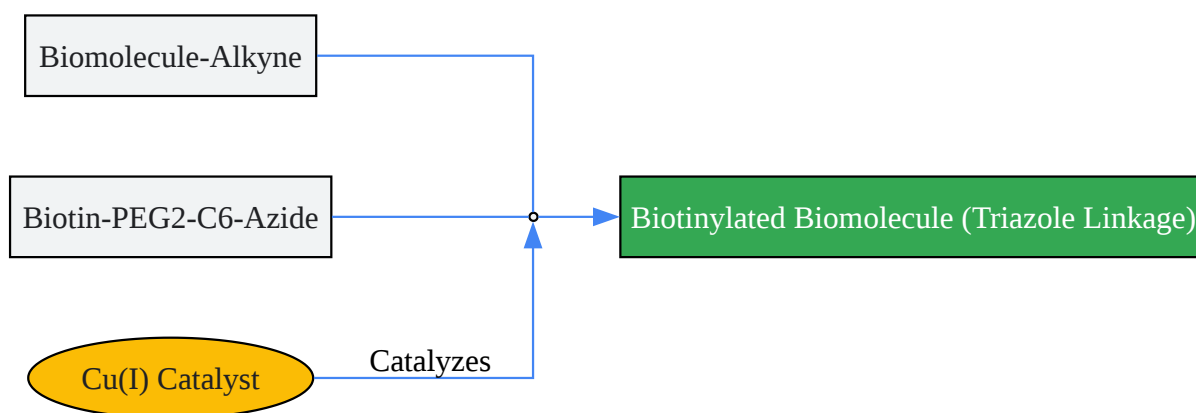 Biomolecule-Alkyne
Biotin-PEG2-C6-Azide
Biotinylated Biomolecule (Triazole Linkage)
Catalyzes
Cu(I) Catalyst